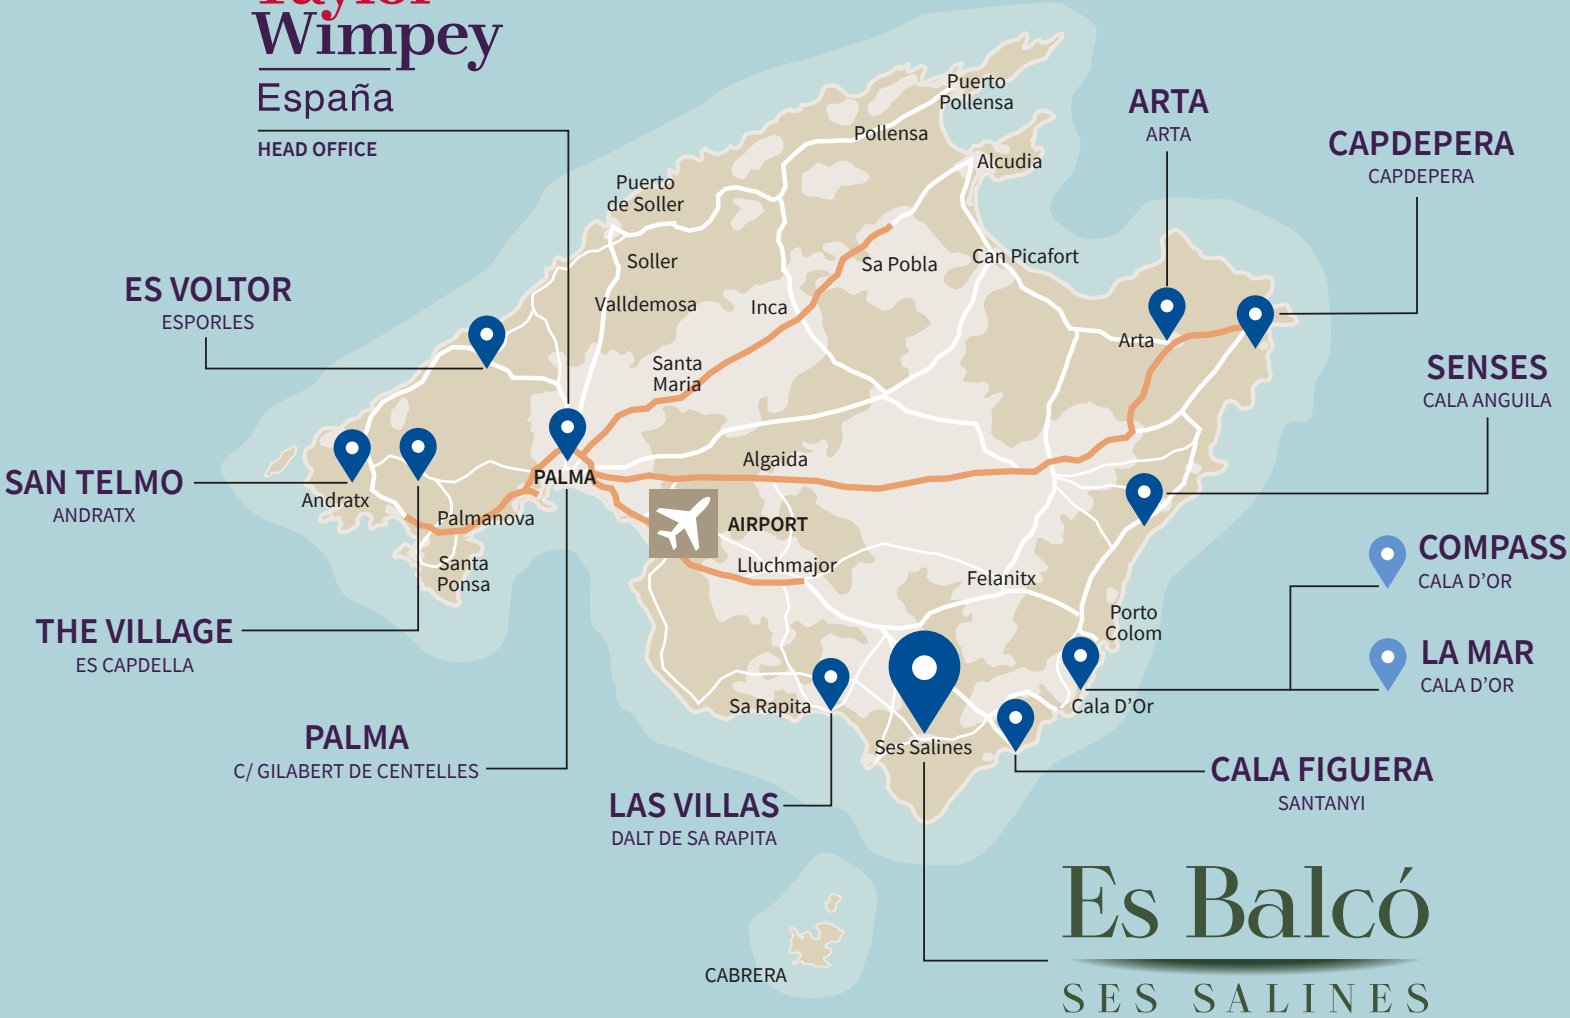 Taylor
Wimpey
España
HEAD OFFICE
Puerto
Pollensa
Pollensa
Alcudia
ARTA
ARTA
CAPDEPERA
CAPDEPERA
Puerto
de Soller
Soller
Valldemosa
Inca
Sa Pobla
Can Picafort
Arta
ES VOLTOR
ESPORLES
Santa
Maria
SENSES
CALA ANGUILA
SAN TELMO
ANDRATX
Andratx
PALMA
Algaida
Palmanova
AIRPORT
Santa
Ponsa
Lluchmajor
Felanitx
COMPASS
CALA D'OR
Porto
Colom
THE VILLAGE
ES CAPDELLA
LA MAR
CALA D'OR
Sa Rapita
Cala D'Or
Ses Salines
PALMA
C/ GILABERT DE CENTELLES
CALA FIGUERA
SANTANYI
LAS VILLAS
DALT DE SA RAPITA
Es Balcó
SES SALINES
CABRERA